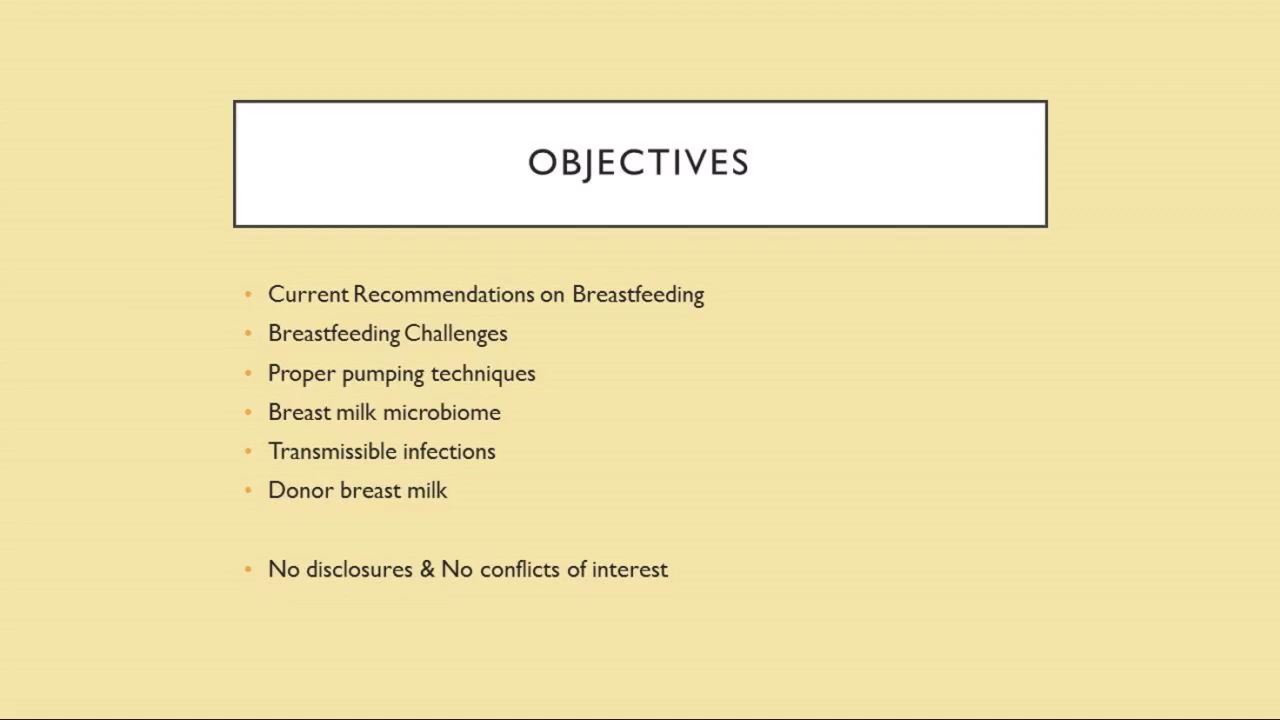 OBJECTIVES
• Current Recommendations on Breastfeeding
• Breastfeeding Challenges
• Proper pumping techniques
• Breast milk microbiome
• Transmissible infections
• Donor breast milk
• No disclosures & No conflicts of interest